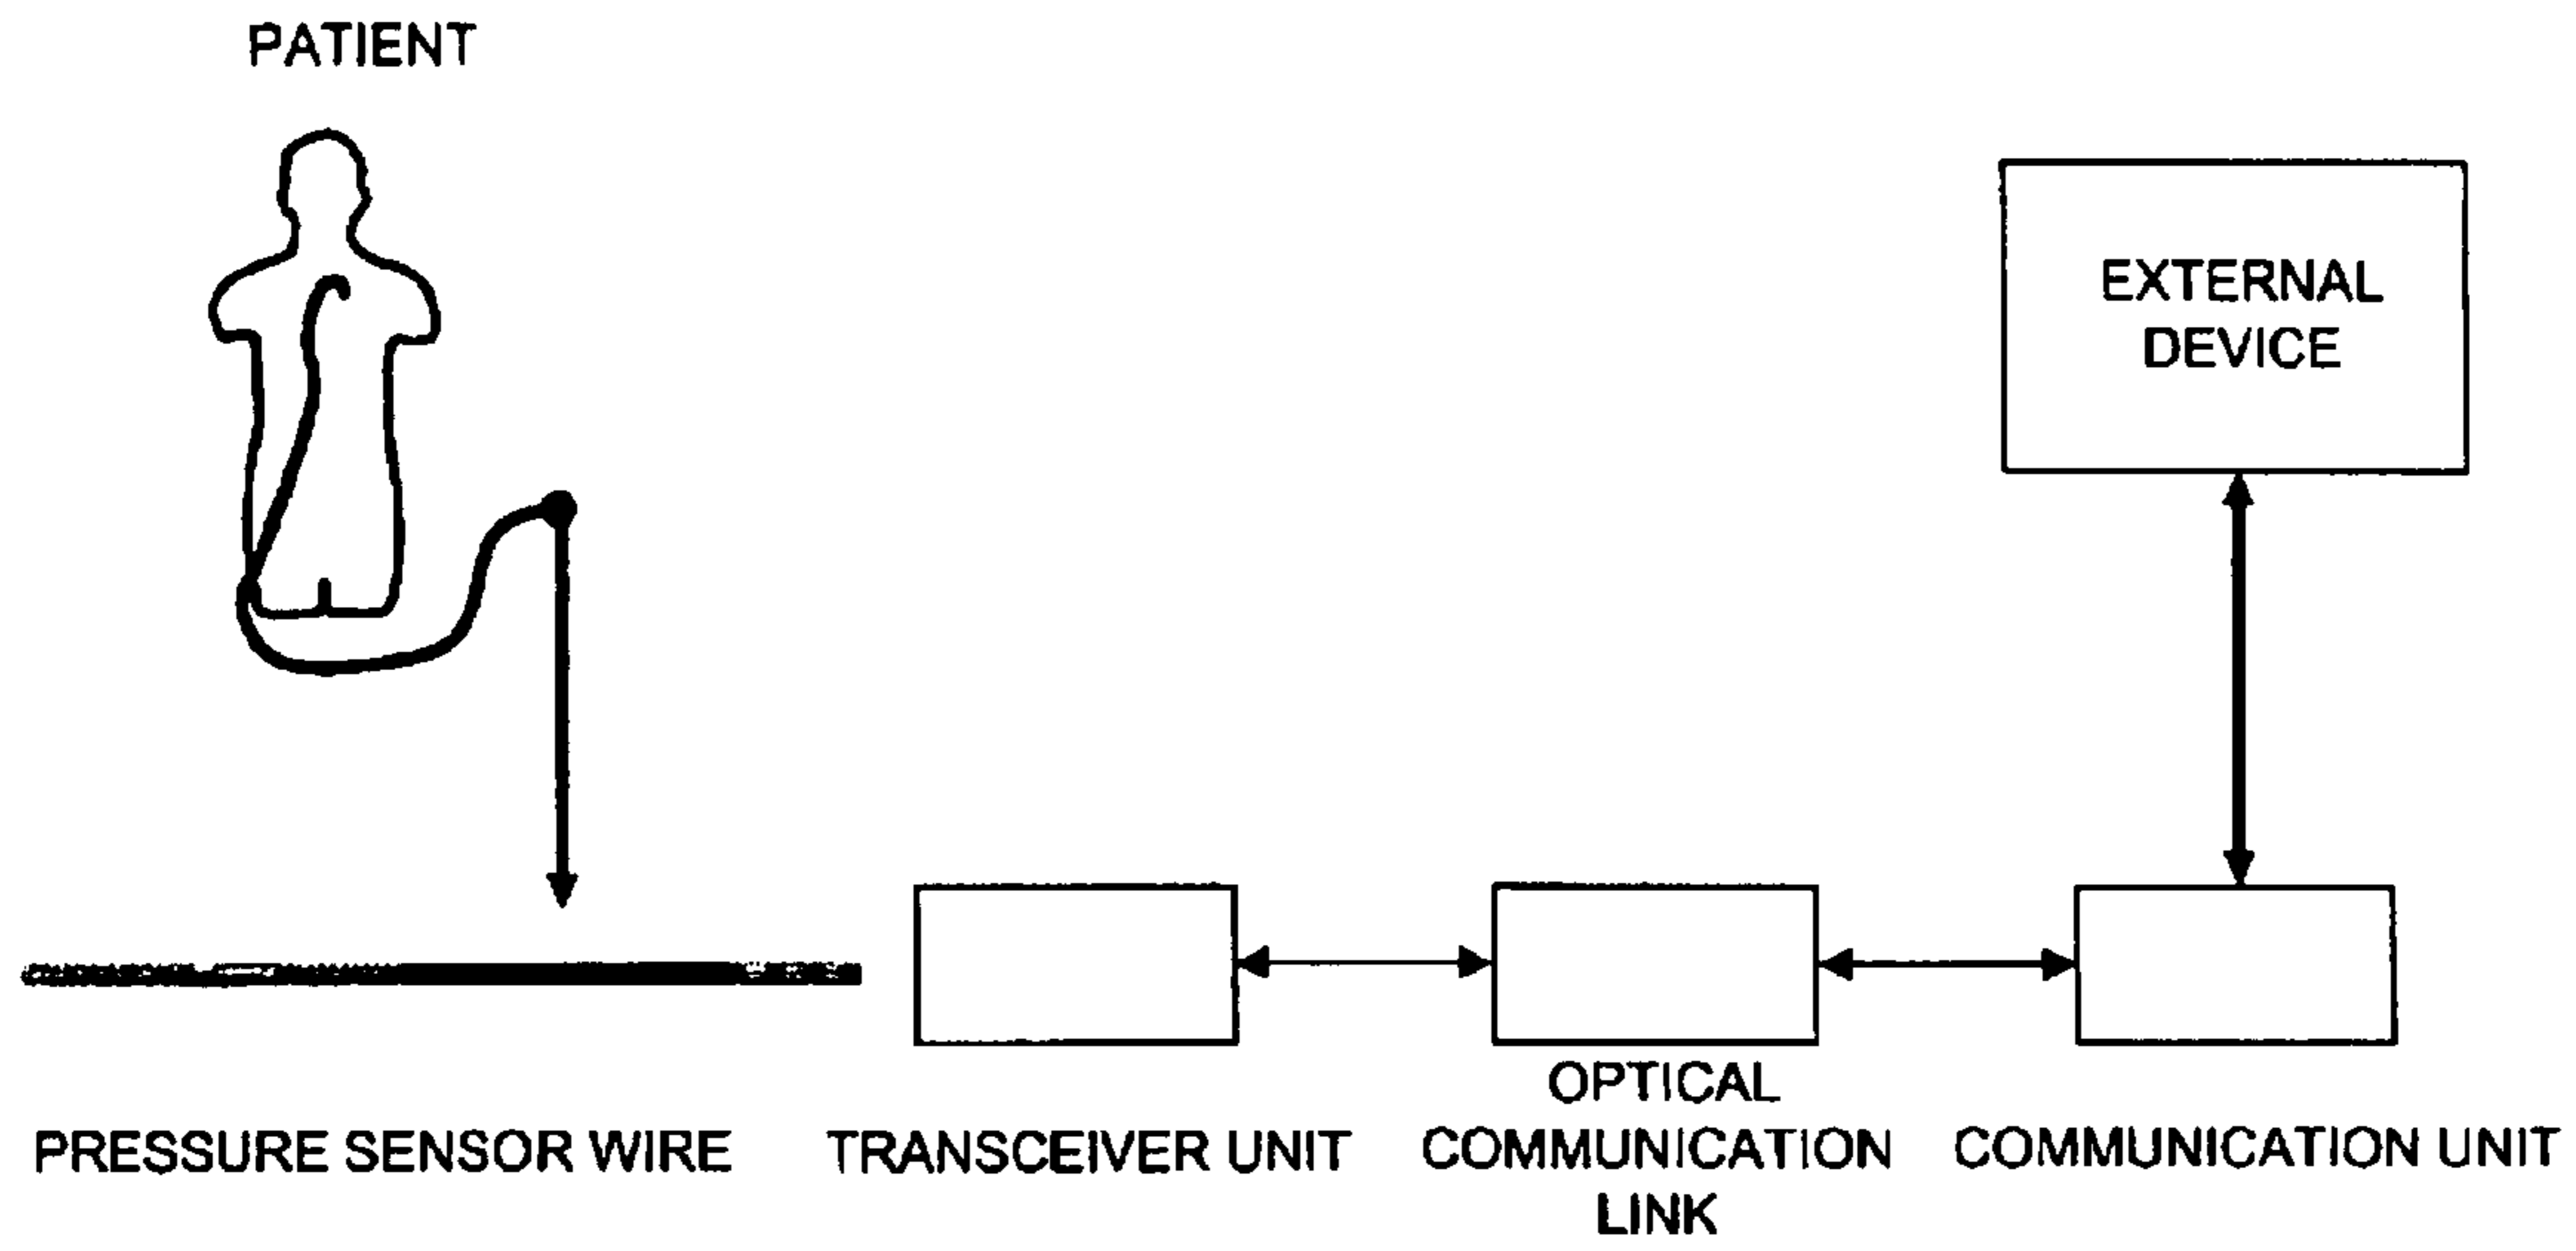 PATIENT
EXTERNAL
DEVICE
PRESSURE SENSOR WIRE
TRANSCEIVER UNIT
OPTICAL
COMMUNICATION
LINK
COMMUNICATION UNIT